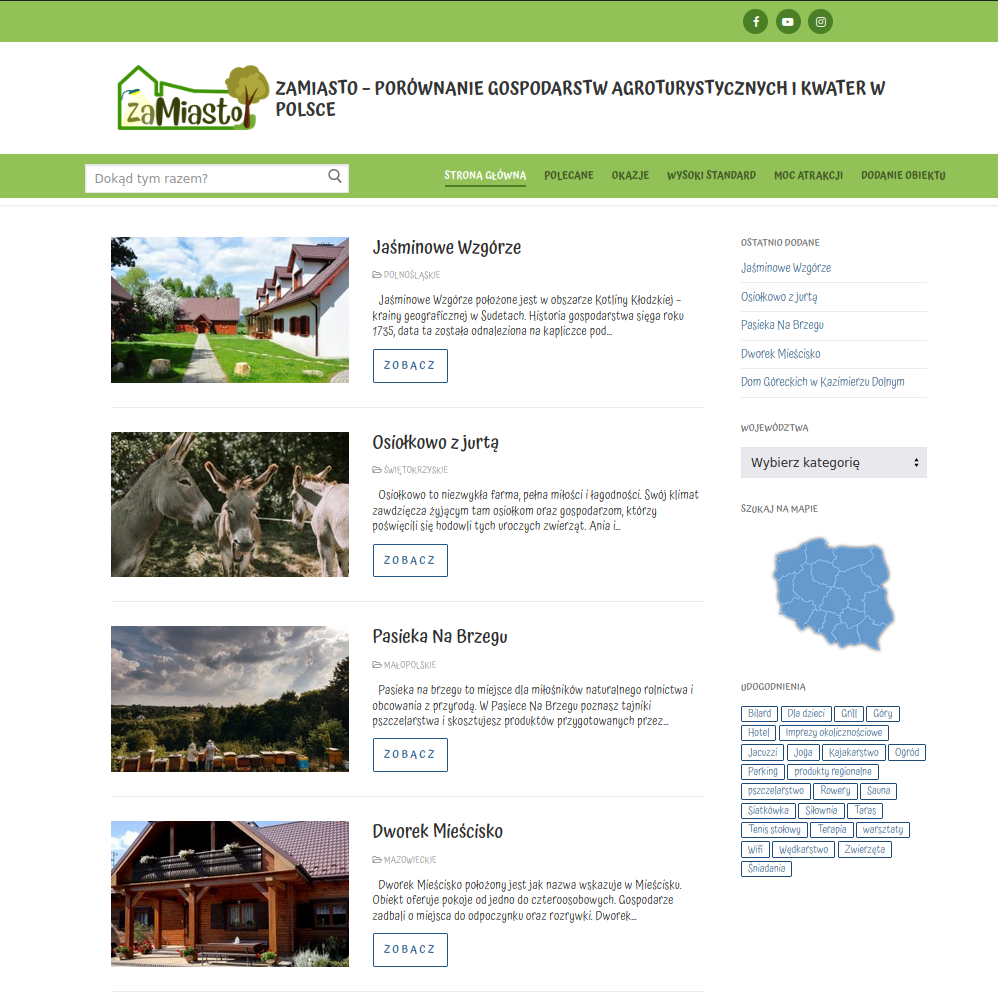 zaMiasto
ZAMIASTO – PORÓWNANIE GOSPODARSTW AGROTURYSTYCZNYCH I KWATER W
POLSCE
Dokąd tym razem?
STRONA GŁÓWNA
POLECANE
OKAZJE
WYSOKI STANDARD
MOC ATRAKCJI
DODANIE OBIEKTU
Jaśminowe Wzgórze
DOLNOŚLĄSKIE
Jaśminowe Wzgórze położone jest w obszarze Kotliny Kłodzkiej –
krainy geograficznej w Sudetach. Historia gospodarstwa sięga roku
1735, data ta została odnaleziona na kapliczce pod...
ZOBACZ
Osiołkowo z jurtą
ŚWIĘTOKRZYSKIE
Osiołkowo to niezwykła farma, pełna miłości i łagodności. Swój klimat
zawdzięcza żyjącym tam osiołkom oraz gospodarzom, którzy
poświęcili się hodowli tych uroczych zwierząt. Ania i...
ZOBACZ
Pasieka Na Brzegu
MAŁOPOLSKIE
Pasieka na brzegu to miejsce dla miłośników naturalnego rolnictwa i
obcowania z przyrodą. W Pasiece Na Brzegu poznasz tajniki
pszczelarstwa i skosztujesz produktów przygotowanych przez...
ZOBACZ
Dworek Mieścisko
MAZOWIECKIE
Dworek Mieścisko położony jest jak nazwa wskazuje w Mieścisku.
Obiekt oferuje pokoje od jedno do czteroosobowych. Gospodarze
zadbali o miejsca do odpoczynku oraz rozrywki. Dworek...
ZOBACZ
OSTATNIO DODANE
Jaśminowe Wzgórze
Osiołkowo z jurtą
Pasieka Na Brzegu
Dworek Mieścisko
Dom Góreckich w Kazimierzu Dolnym
WOJEWÓDZTWA
Wybierz kategorię
SZUKAJ NA MAPIE
UDOGODNIENIA
Bilard Dla dzieci Grill Góry
Hotel Imprezy okolicznościowe
Jacuzzi Joga Kajakarstwo Ogród
Parking produkty regionalne
pszczelarstwo Rowery Sauna
Siatkówka Siłownia Taras
Tenis stołowy Terapia warsztaty
Wifi Wędkarstwo Zwierzęta
Śniadania